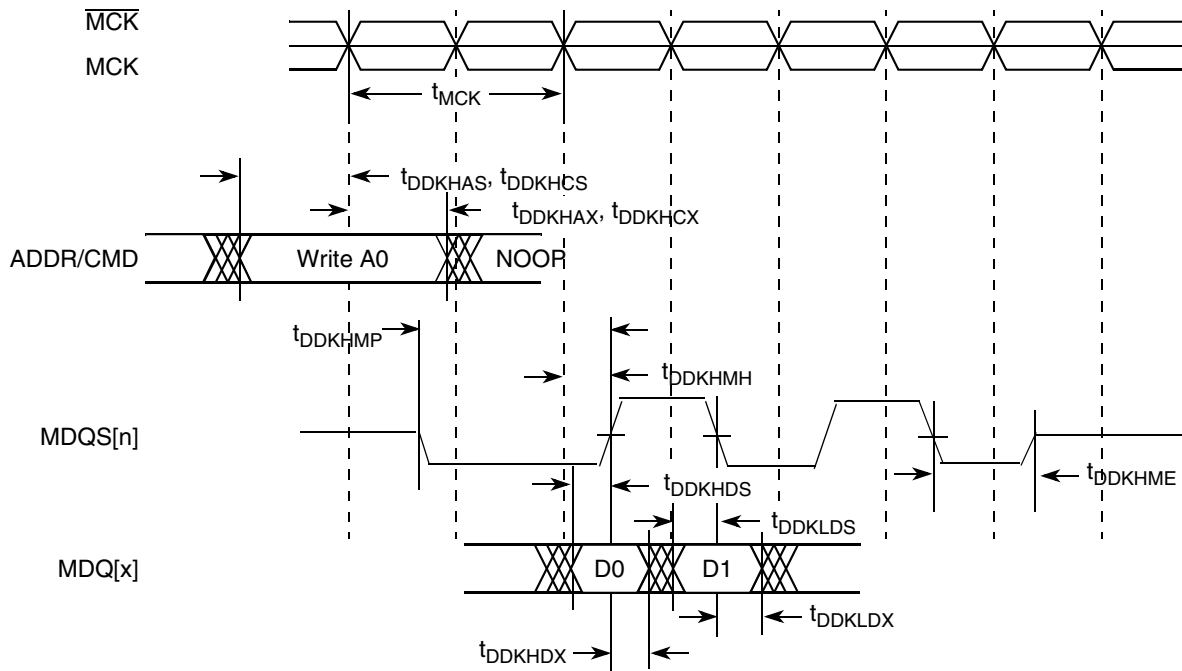 MCK
MCK
tMCK
tDDKHAS, tDDKHCS
tDDKHAX, tDDKHCX
ADDR/CMD
Write A0
NOOP
tDDKHMP
tDDKHMH
MDQS[n]
tDDKHDS
tDDKHME
tDDKLDS
MDQ[x]
D0
D1
tDDKLDX
tDDKHDX